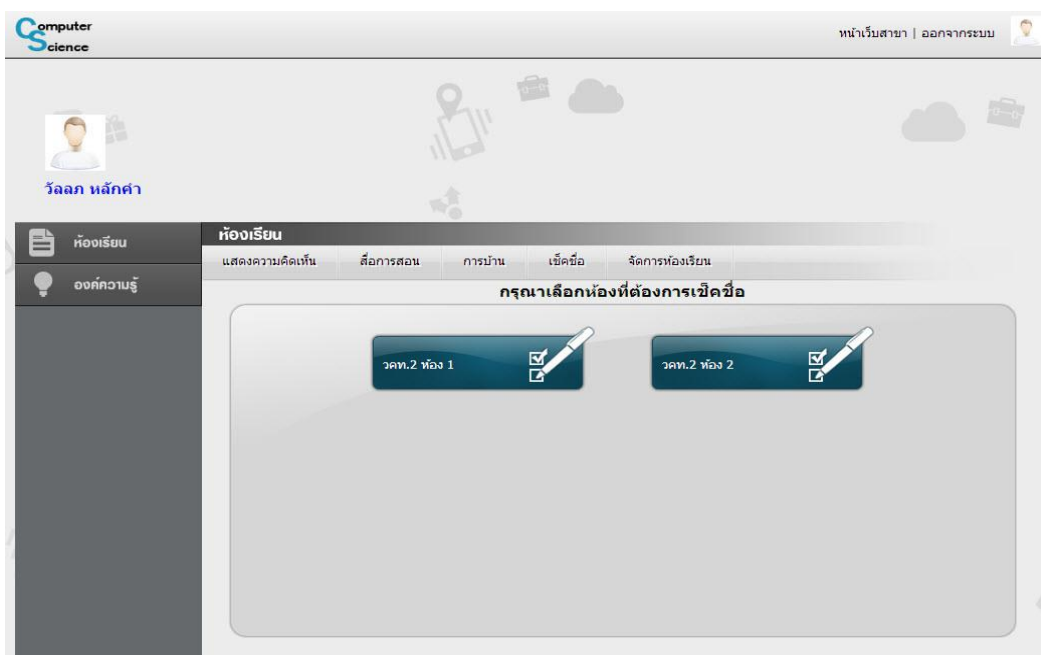 Computer
Science
หน้าเว็บสาขา | ออกจากระบบ
วัลลภ หลักคำ
ห้องเรียน
องค์ความรู้
ห้องเรียน
แสดงความคิดเห็น สื่อการสอน การบ้าน เช็คชื่อ จัดการห้องเรียน
กรุณาเลือกห้องที่ต้องการเช็คชื่อ
วคท.2 ห้อง 1
วคท.2 ห้อง 2